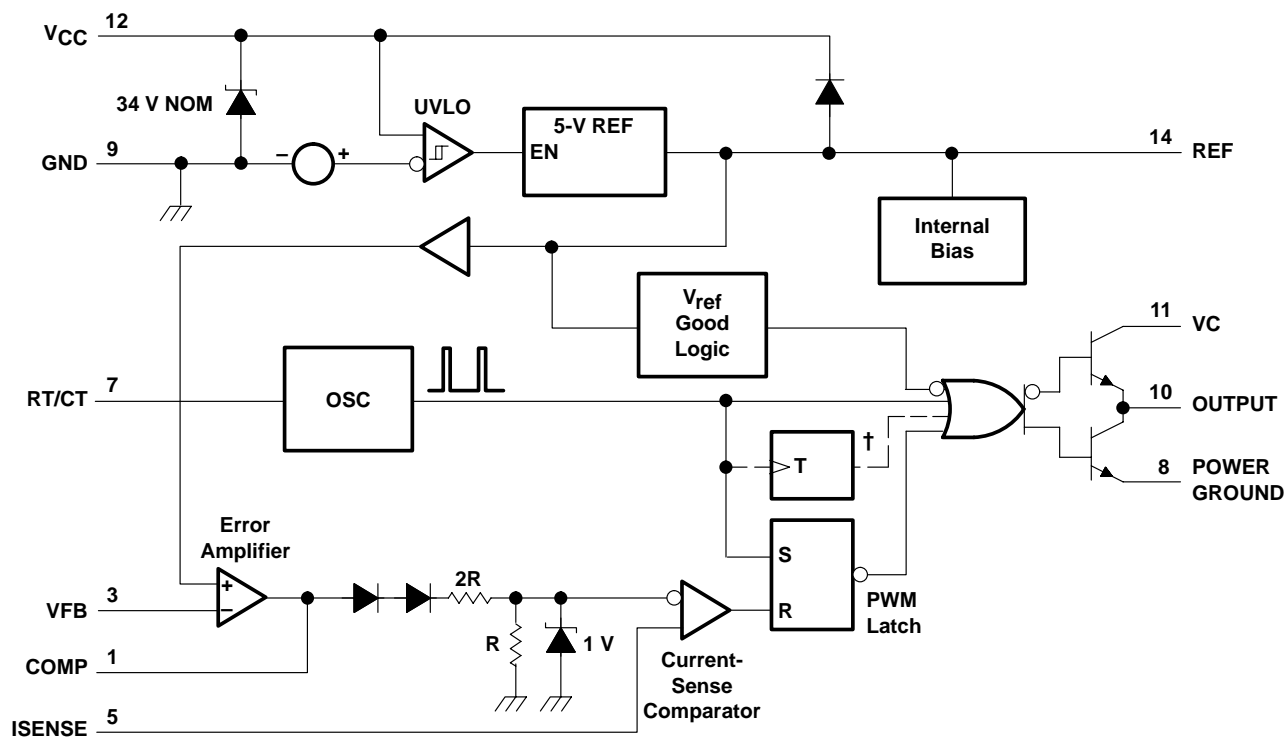 VCC 12
34 V NOM
UVLO
5-V REF
EN
GND 9
− +
14 REF
Internal
Bias
Vref
Good
Logic
11 VC
RT/CT 7
OSC
10 OUTPUT
T
†
8 POWER
GROUND
Error
Amplifier
+
−
VFB 3
2R
R
1 V
S
R
PWM
Latch
COMP 1
Current-
Sense
Comparator
ISENSE 5